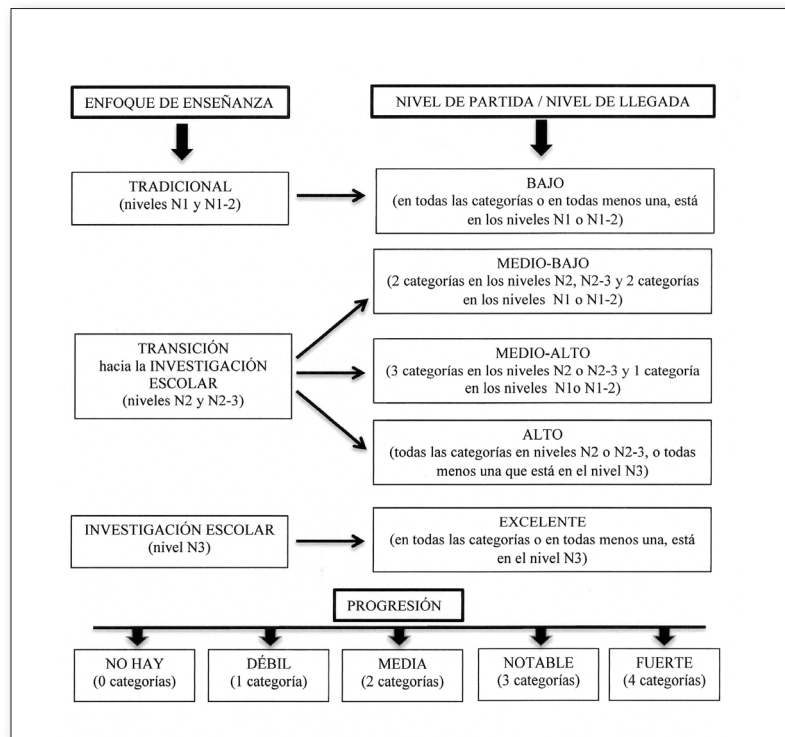 ENFOQUE DE ENSEÑANZA
NIVEL DE PARTIDA / NIVEL DE LLEGADA
TRADICIONAL
(niveles N1 y N1-2)
BAJO
(en todas las categorías o en todas menos una, está
en los niveles N1 o N1-2)
MEDIO-BAJO
(2 categorías en los niveles N2, N2-3 y 2 categorías
en los niveles N1 o N1-2)
TRANSICIÓN
hacia la INVESTIGACIÓN
ESCOLAR
(niveles N2 y N2-3)
MEDIO-ALTO
(3 categorías en los niveles N2 o N2-3 y 1 categoría
en los niveles N1o N1-2)
ALTO
(todas las categorías en niveles N2 o N2-3, o todas
menos una que está en el nivel N3)
INVESTIGACIÓN ESCOLAR
(nivel N3)
EXCELENTE
(en todas las categorías o en todas menos una, está
en el nivel N3)
PROGRESIÓN
NO HAY
(0 categorías)
DÉBIL
(1 categoría)
MEDIA
(2 categorías)
NOTABLE
(3 categorías)
FUERTE
(4 categorías)